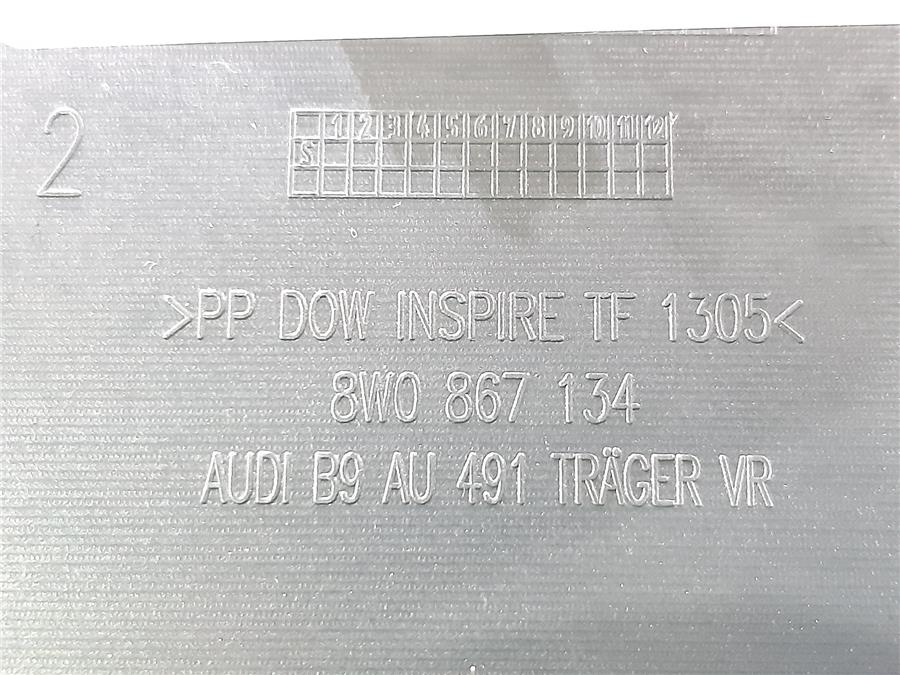 2
1 2 3 4 5 6 7 8 9 10 11 12
S
>PP DOW INSPIRE TF 1305<
8W0 867 134
AUDI B9 AU 491 TRÄGER VR